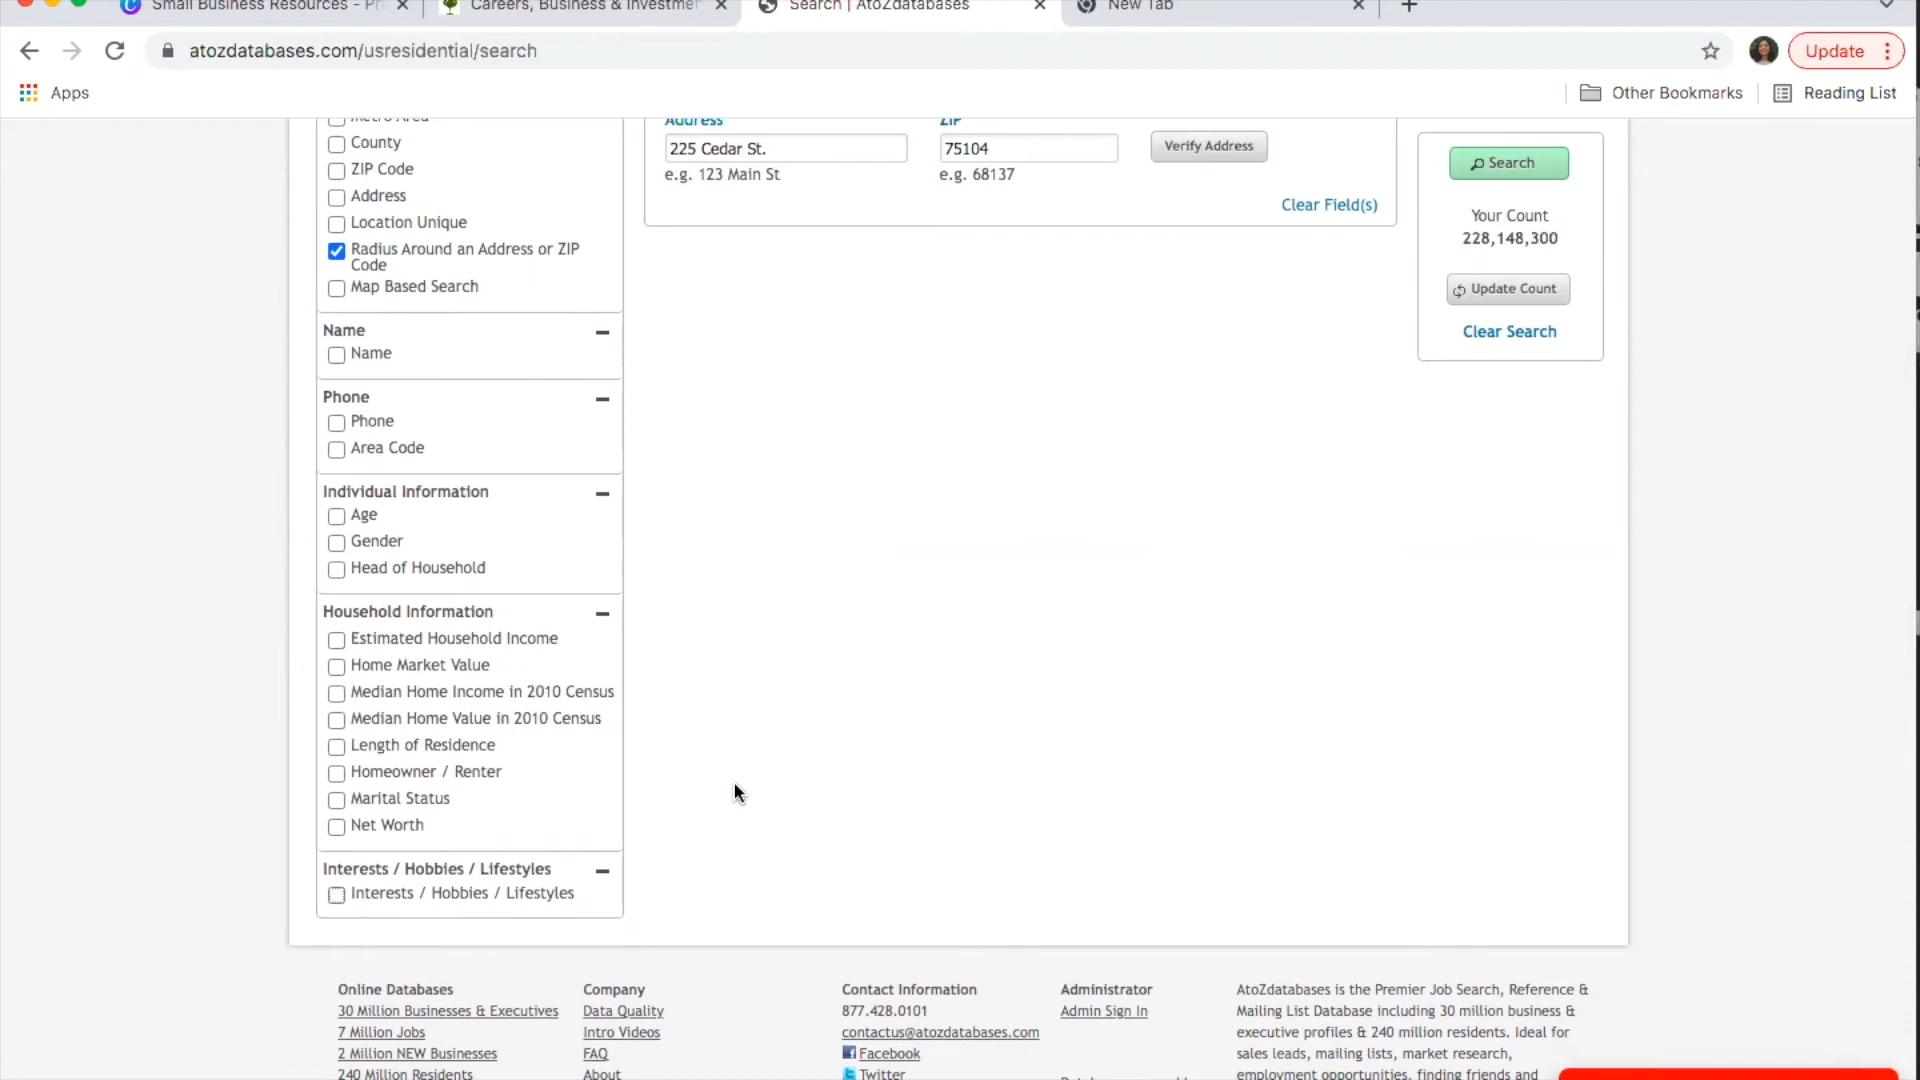 Small Business Resources - Pr
Careers, Business & Investmen
Search | AtoZdatabases
New Tab
atozdatabases.com/usresidential/search
Update
Apps
Other Bookmarks
Reading List
Metro Area
County
ZIP Code
Address
Location Unique
Radius Around an Address or ZIP
Code
Map Based Search
Name
Name
Phone
Phone
Area Code
Individual Information
Age
Gender
Head of Household
Household Information
Estimated Household Income
Home Market Value
Median Home Income in 2010 Census
Median Home Value in 2010 Census
Length of Residence
Homeowner / Renter
Marital Status
Net Worth
Interests / Hobbies / Lifestyles
Interests / Hobbies / Lifestyles
Address
ZIP
225 Cedar St.
75104
Verify Address
e.g. 123 Main St
e.g. 68137
Clear Field(s)
Search
Your Count
228,148,300
Update Count
Clear Search
Online Databases
30 Million Businesses & Executives
7 Million Jobs
2 Million NEW Businesses
240 Million Residents
Company
Data Quality
Intro Videos
FAQ
About
Contact Information
877.428.0101
contactus@atozdatabases.com
Facebook
Twitter
Administrator
Admin Sign In
AtoZdatabases is the Premier Job Search, Reference &
Mailing List Database including 30 million business &
executive profiles & 240 million residents. Ideal for
sales leads, mailing lists, market research,
employment opportunities, finding friends and